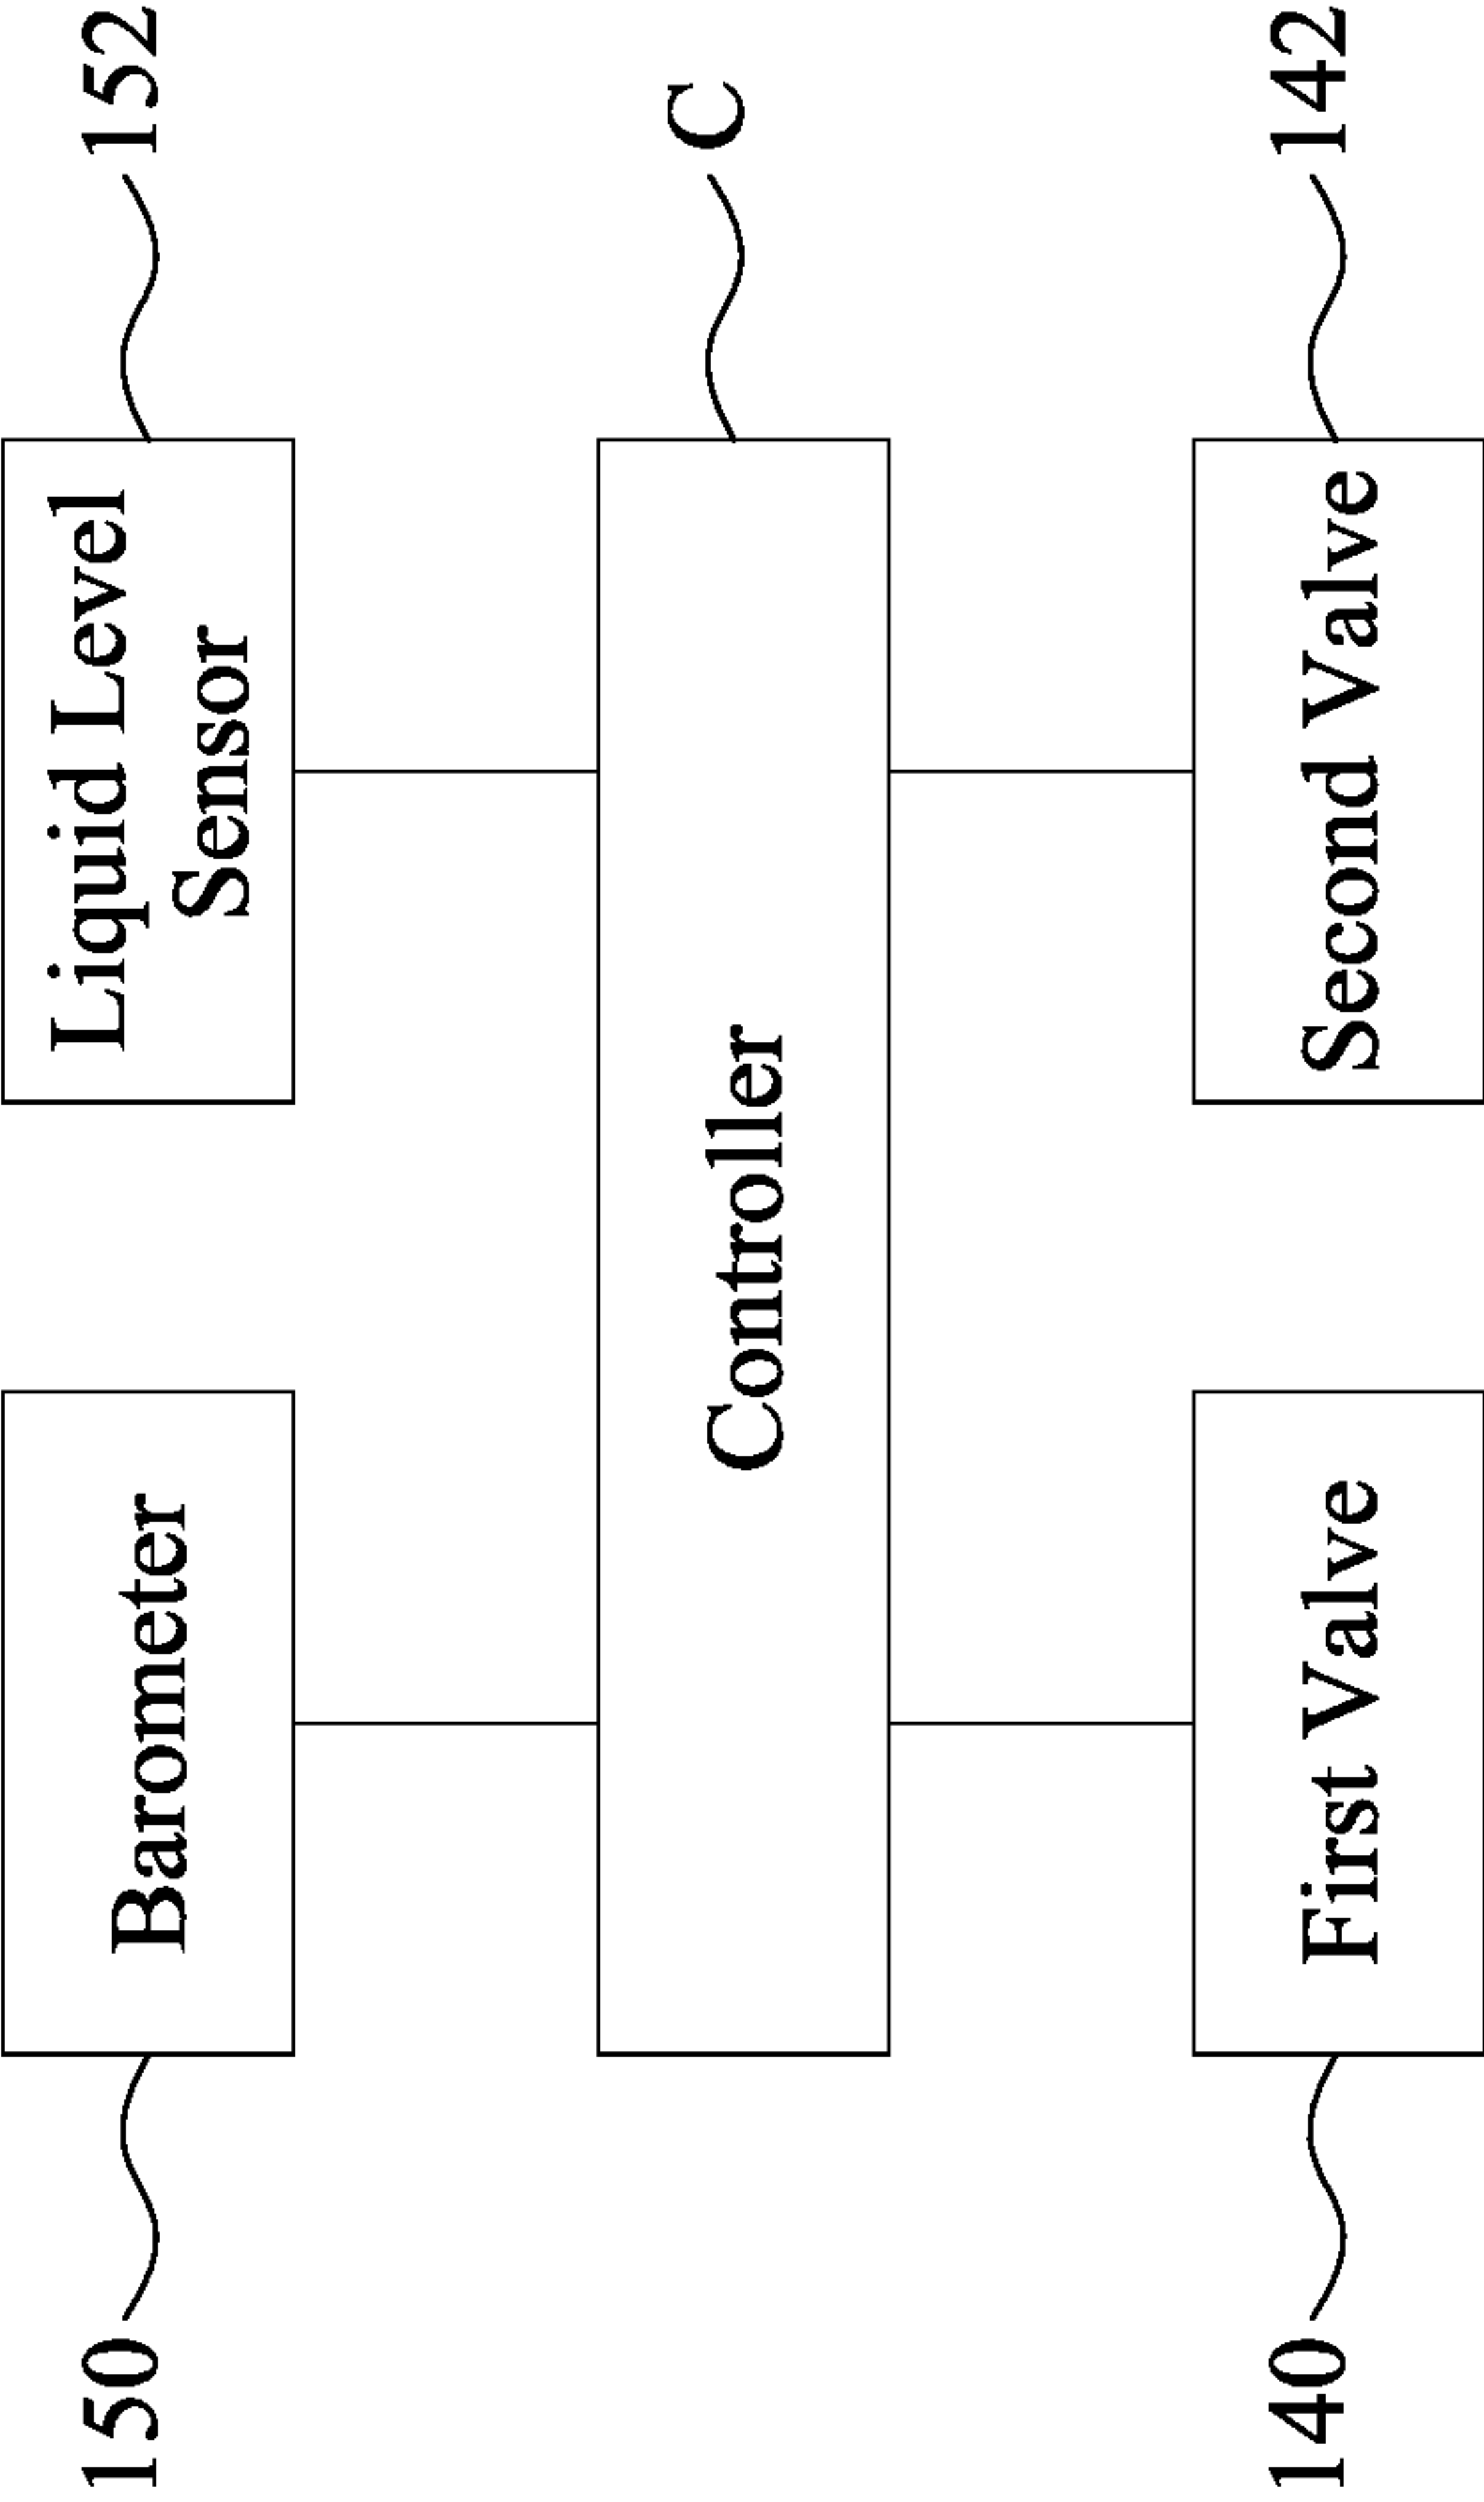 150
Barometer
Liquid Level
Sensor
152
Controller
C
140
First Valve
Second Valve
142